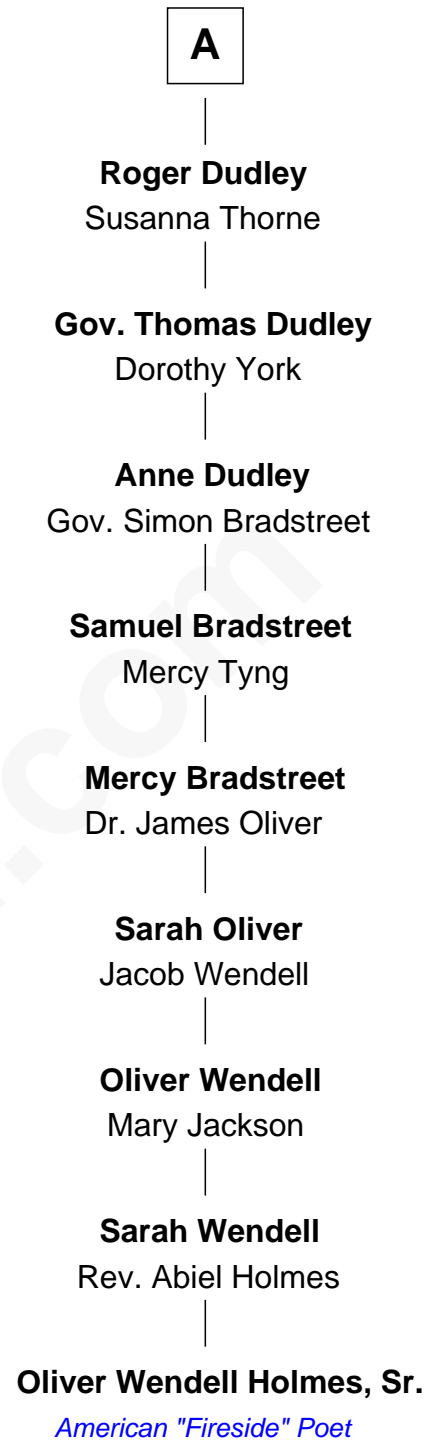 A
Roger Dudley
Susanna Thorne
Gov. Thomas Dudley
Dorothy York
Anne Dudley
Gov. Simon Bradstreet
Samuel Bradstreet
Mercy Tyng
Mercy Bradstreet
Dr. James Oliver
Sarah Oliver
Jacob Wendell
Oliver Wendell
Mary Jackson
Sarah Wendell
Rev. Abiel Holmes
Oliver Wendell Holmes, Sr.
American "Fireside" Poet